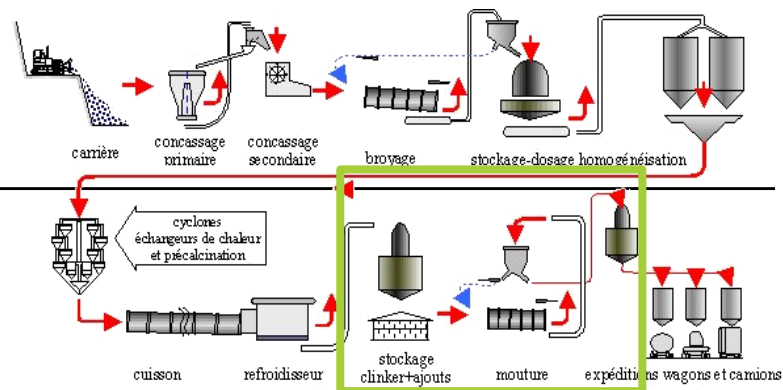 carrière
concassage
primaire
concassage
secondaire
broyage
stockage-dosage homogénéisation
cyclones
échangeurs de chaleur
et précalcination
cuisson
refroidisseur
stockage
clinker+ajouts
mouture
expéditions wagons et camions